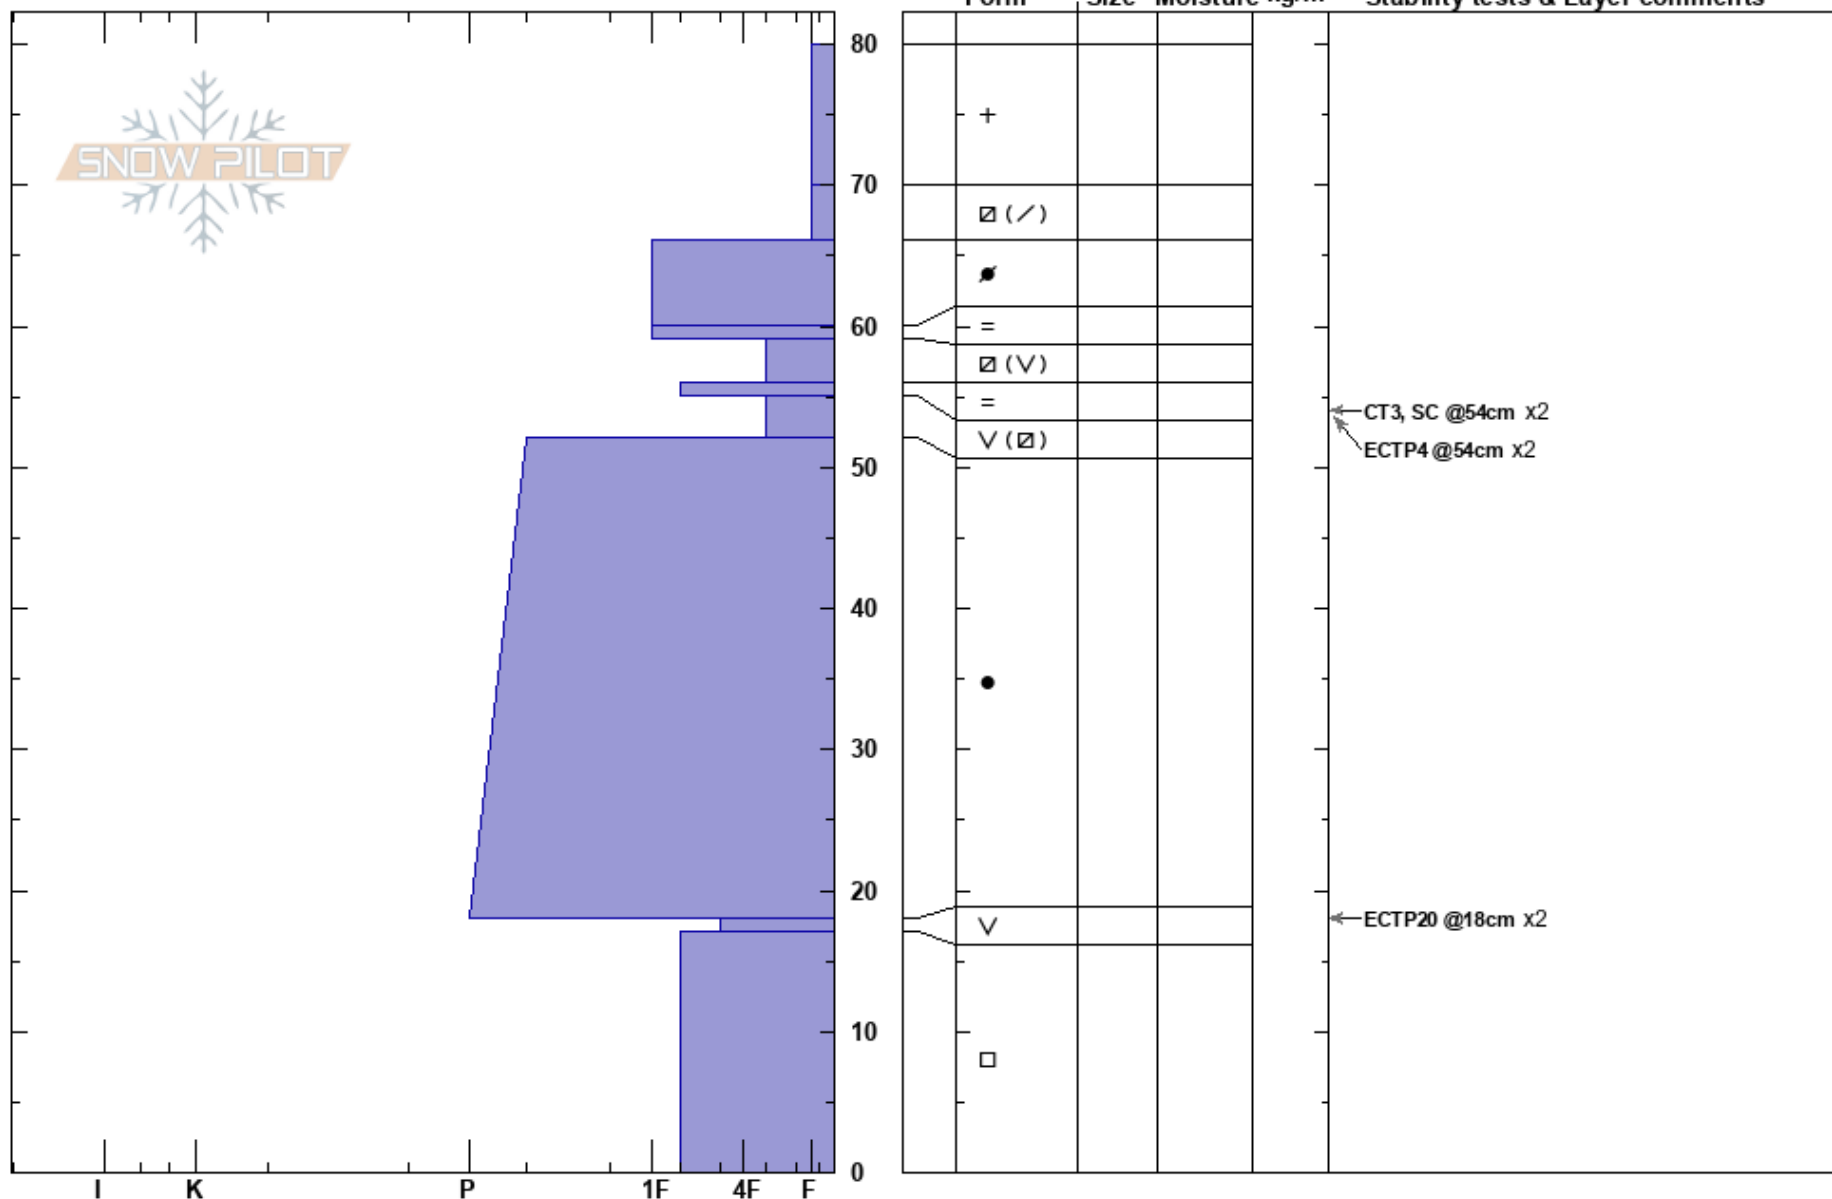 Form Size Moisture Stability tests & Layer comments
SNOW PILOT
80
+
70
(/)
60
=
(V)
=
CT3, SC @54cm x2
V
ECTP4 @54cm x2
50
40
30
20
V
ECTP20 @18cm x2
10
0
I K P 1F 4F F